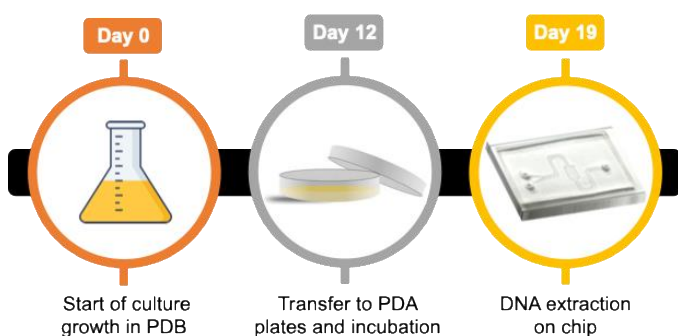 Day 0
Day 12
Day 19
Start of culture
growth in PDB
Transfer to PDA
plates and incubation
DNA extraction
on chip